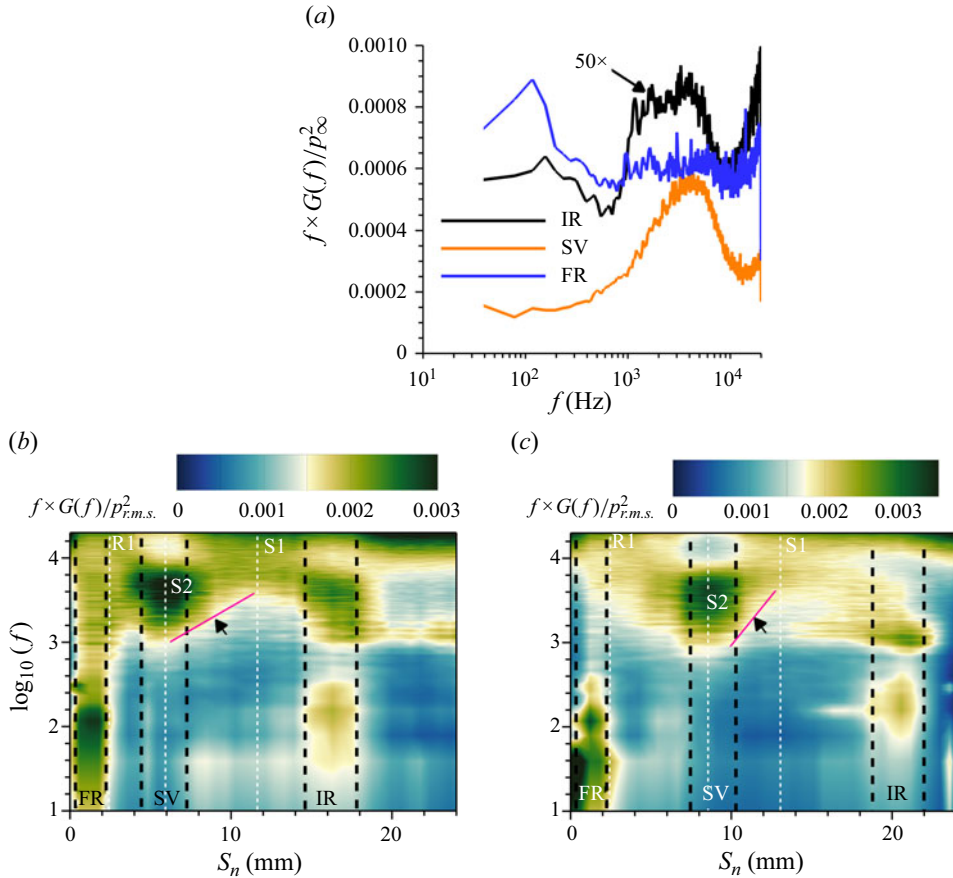 (a)
0.0010
0.0008
0.0006
0.0004
0.0002
0
f × G(f)/p²∞
50×
IR
SV
FR
10¹ 10² 10³ 10⁴
f (Hz)
(b)
f × G(f)/p²r.m.s. 0 0.001 0.002 0.003
4
3
2
1
log₁₀ (f)
R1
S2
S1
FR SV IR
0 10 20
Sₙ (mm)
(c)
f × G(f)/p²r.m.s. 0 0.001 0.002 0.003
4
3
2
1
R1
S2
S1
FR SV IR
0 10 20
Sₙ (mm)